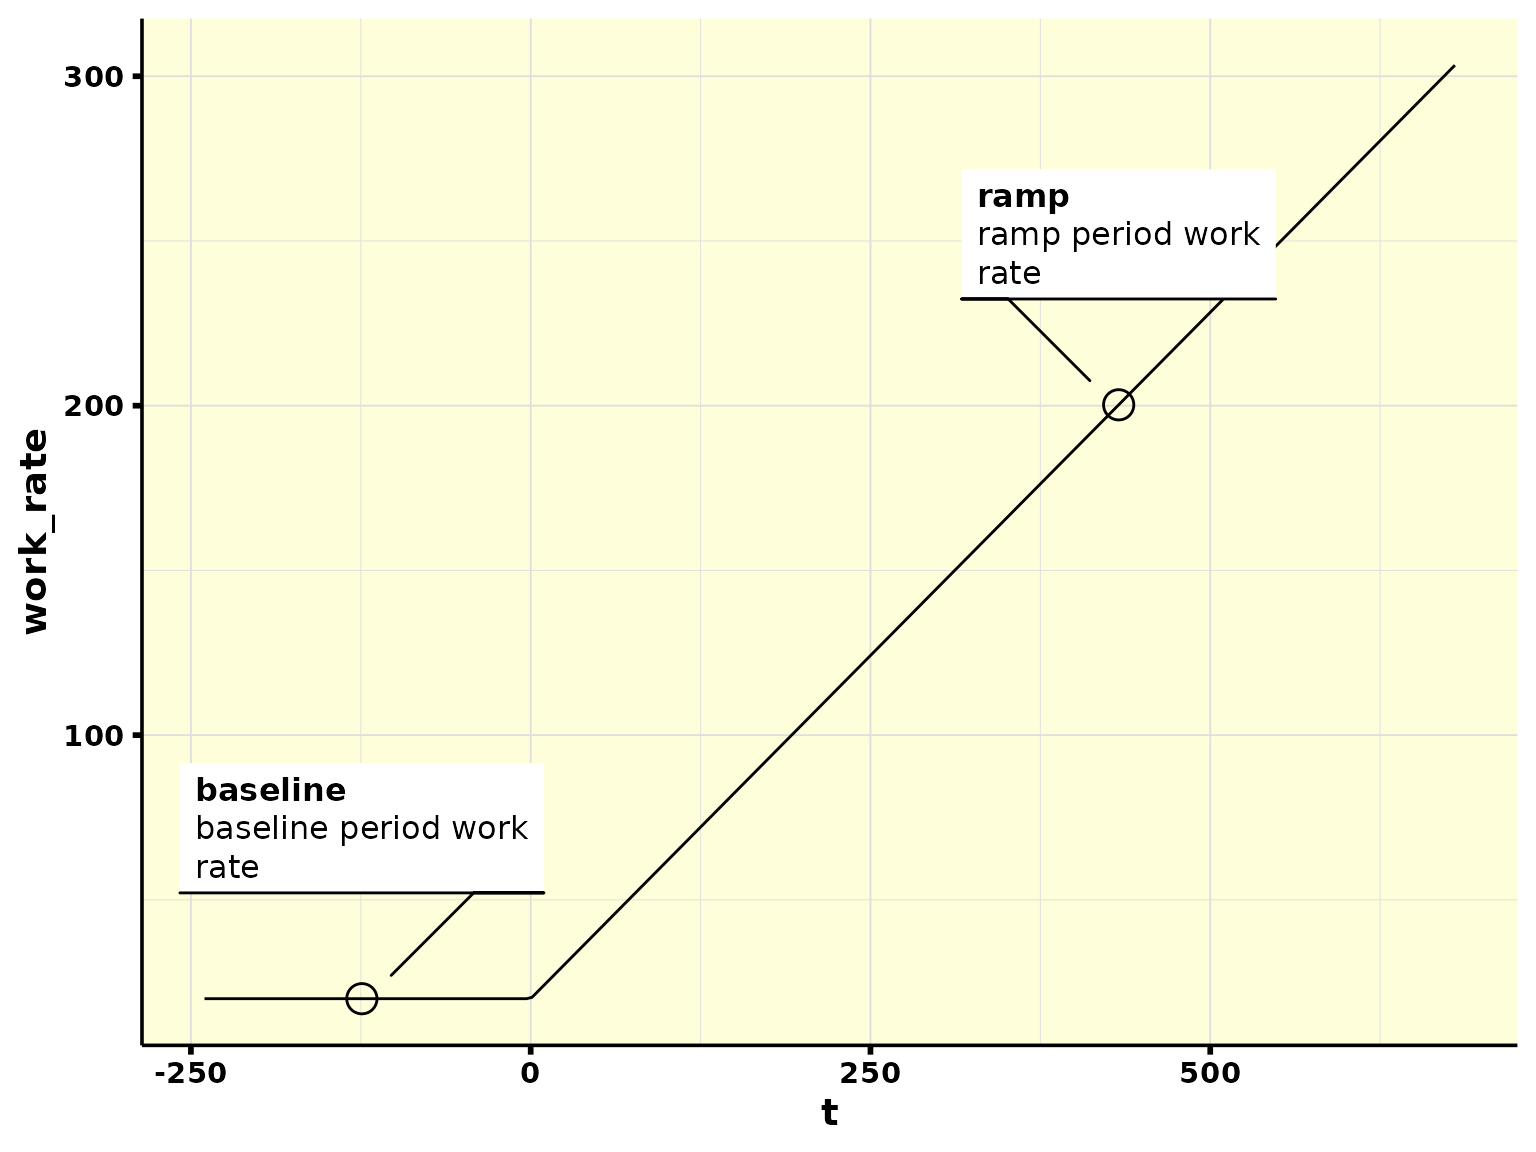 300
ramp
ramp period work
rate
200
work_rate
100
baseline
baseline period work
rate
-250
0
250
500
t